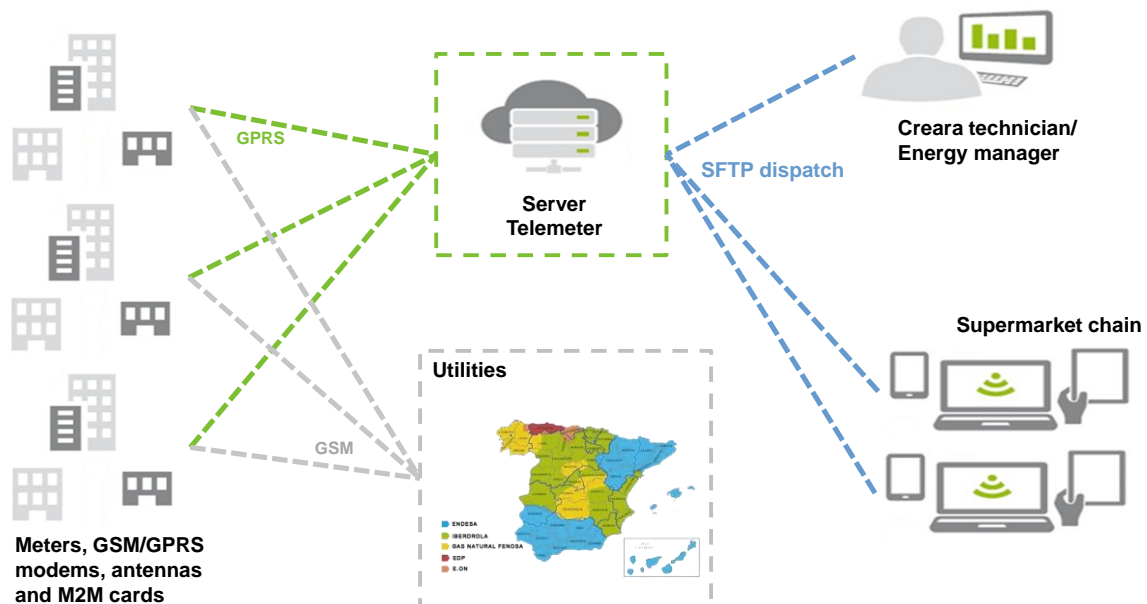 GPRS
Server
Telemeter
SFTP dispatch
Creara technician/
Energy manager
Supermarket chain
Utilities
GSM
ENDESA
IBERDROLA
GAS NATURAL FENOSA
EDP
E.ON
Meters, GSM/GPRS
modems, antennas
and M2M cards